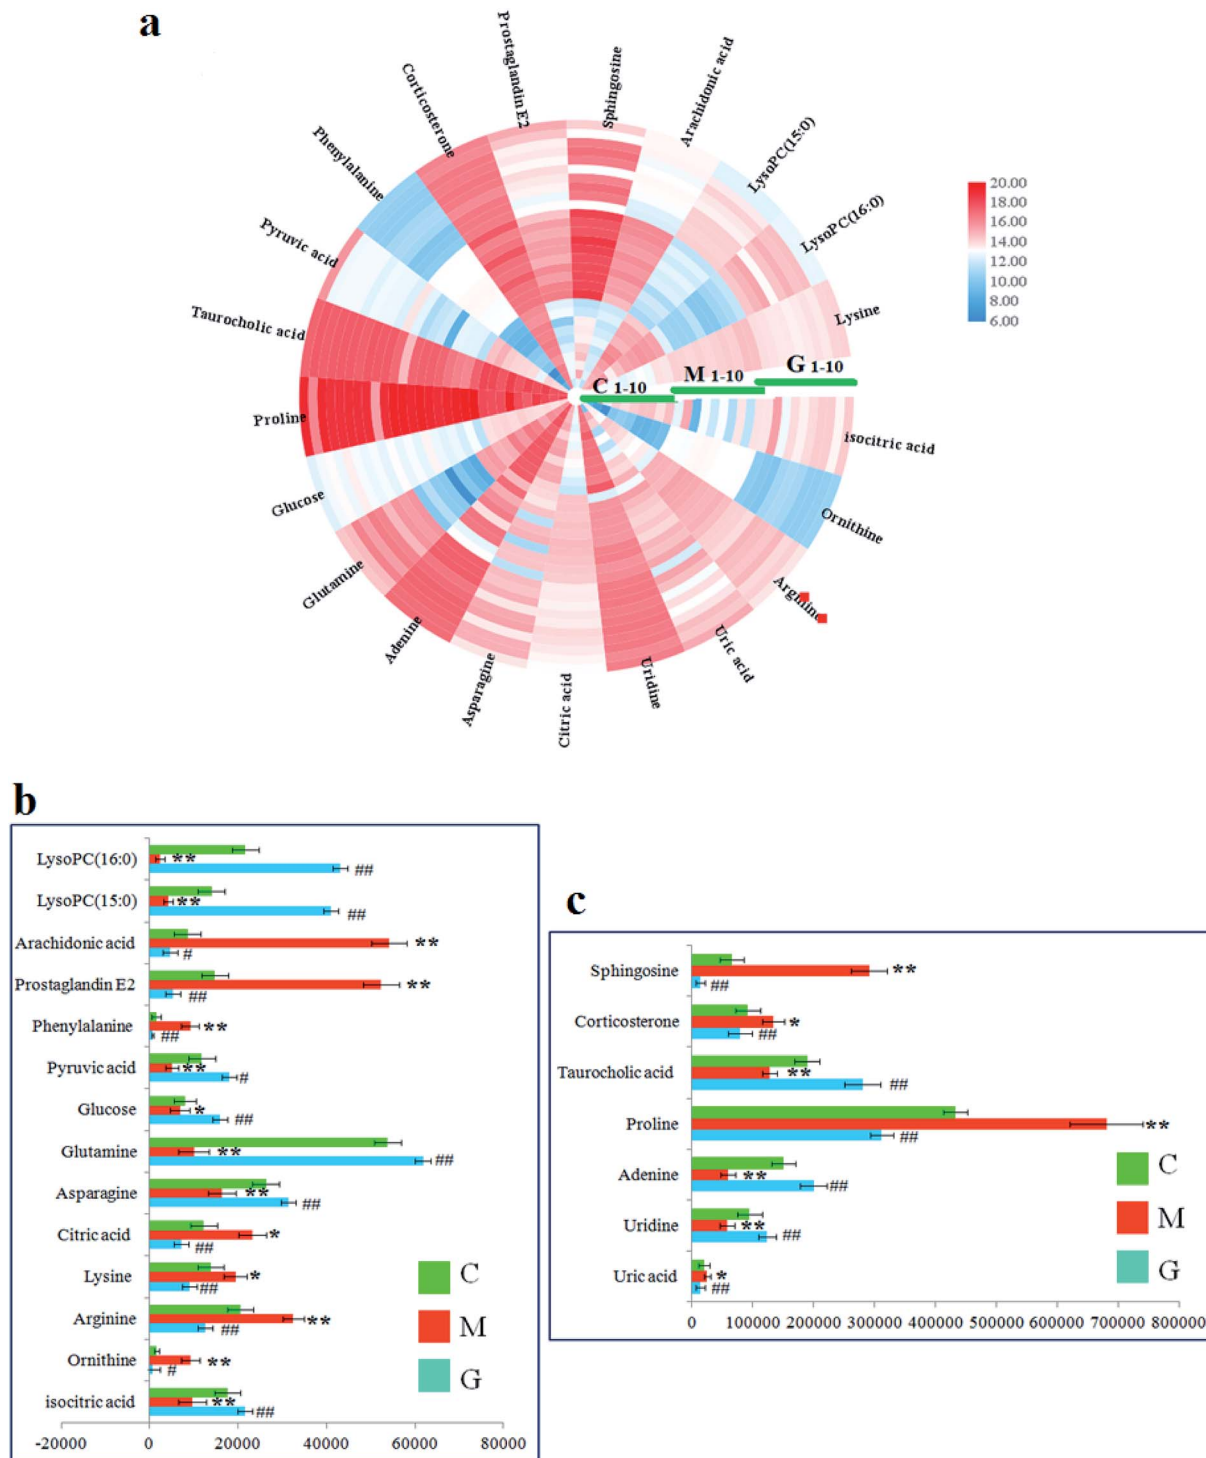 a
Prostaglandin E2
Sphingosine
Arachidonic acid
Corticosterone
LysoPC(15:0)
Phenylalanine
LysoPC(16:0)
Pyruvic acid
Lysine
Taurocholic acid
20.00
18.00
16.00
14.00
12.00
10.00
8.00
6.00
C 1-10
M 1-10
G 1-10
Proline
isocitric acid
Glucose
Ornithine
Glutamine
Arginine
Adenine
Uric acid
Asparagine
Citric acid
Uridine
b
LysoPC(16:0)
**
##
LysoPC(15:0)
**
##
Arachidonic acid
**
#
Prostaglandin E2
**
##
Phenylalanine
**
##
Pyruvic acid
**
#
Glucose
*
##
Glutamine
**
##
Asparagine
**
##
Citric acid
*
##
Lysine
*
##
Arginine
**
##
Ornithine
**
#
isocitric acid
**
##
C
M
G
-20000 0 20000 40000 60000 80000
c
Sphingosine
**
##
Corticosterone
*
##
Taurocholic acid
**
##
Proline
**
##
Adenine
**
##
Uridine
**
##
Uric acid
*
##
C
M
G
0 100000 200000 300000 400000 500000 600000 700000 800000